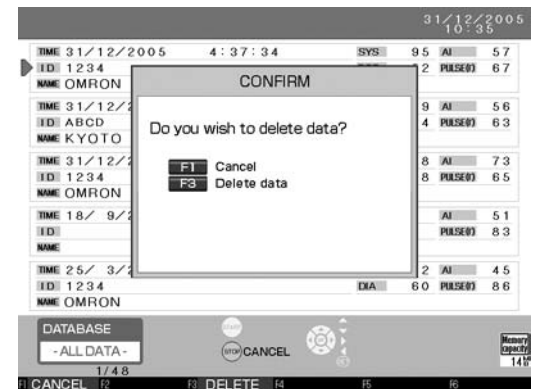 31/12/2005
10:35
TIME 31/12/2005 4:37:34 SYS 95 AI 57
ID 1234 2 PULSE(/) 67
NAME OMRON
CONFIRM
TIME 31/12/2 9 AI 56
ID ABCD 4 PULSE(/) 63
NAME KYOTO
Do you wish to delete data?
TIME 31/12/2 8 AI 73
F1 Cancel
ID 1234 8 PULSE(/) 65
F3 Delete data
NAME OMRON
TIME 18/ 9/2 AI 51
ID PULSE(/) 83
NAME
TIME 25/ 3/2 2 AI 45
ID 1234 DIA 60 PULSE(/) 86
NAME OMRON
DATABASE
-ALL DATA-
1/48
START
STOP CANCEL
Memory
capacity
14
F1 CANCEL F2 F3 DELETE F4 F5 F6